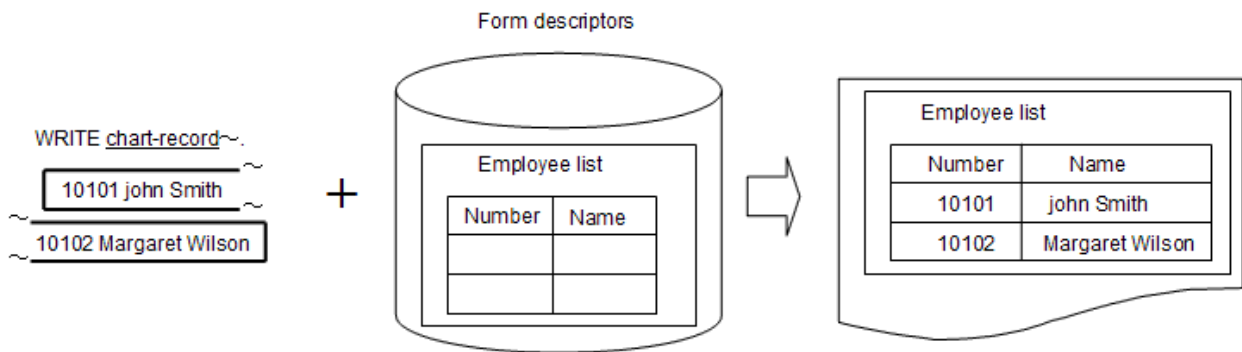 Form descriptors
WRITE chart-record～.
10101 john Smith
10102 Margaret Wilson
+
Employee list
Number Name
Employee list
Number Name
10101 john Smith
10102 Margaret Wilson